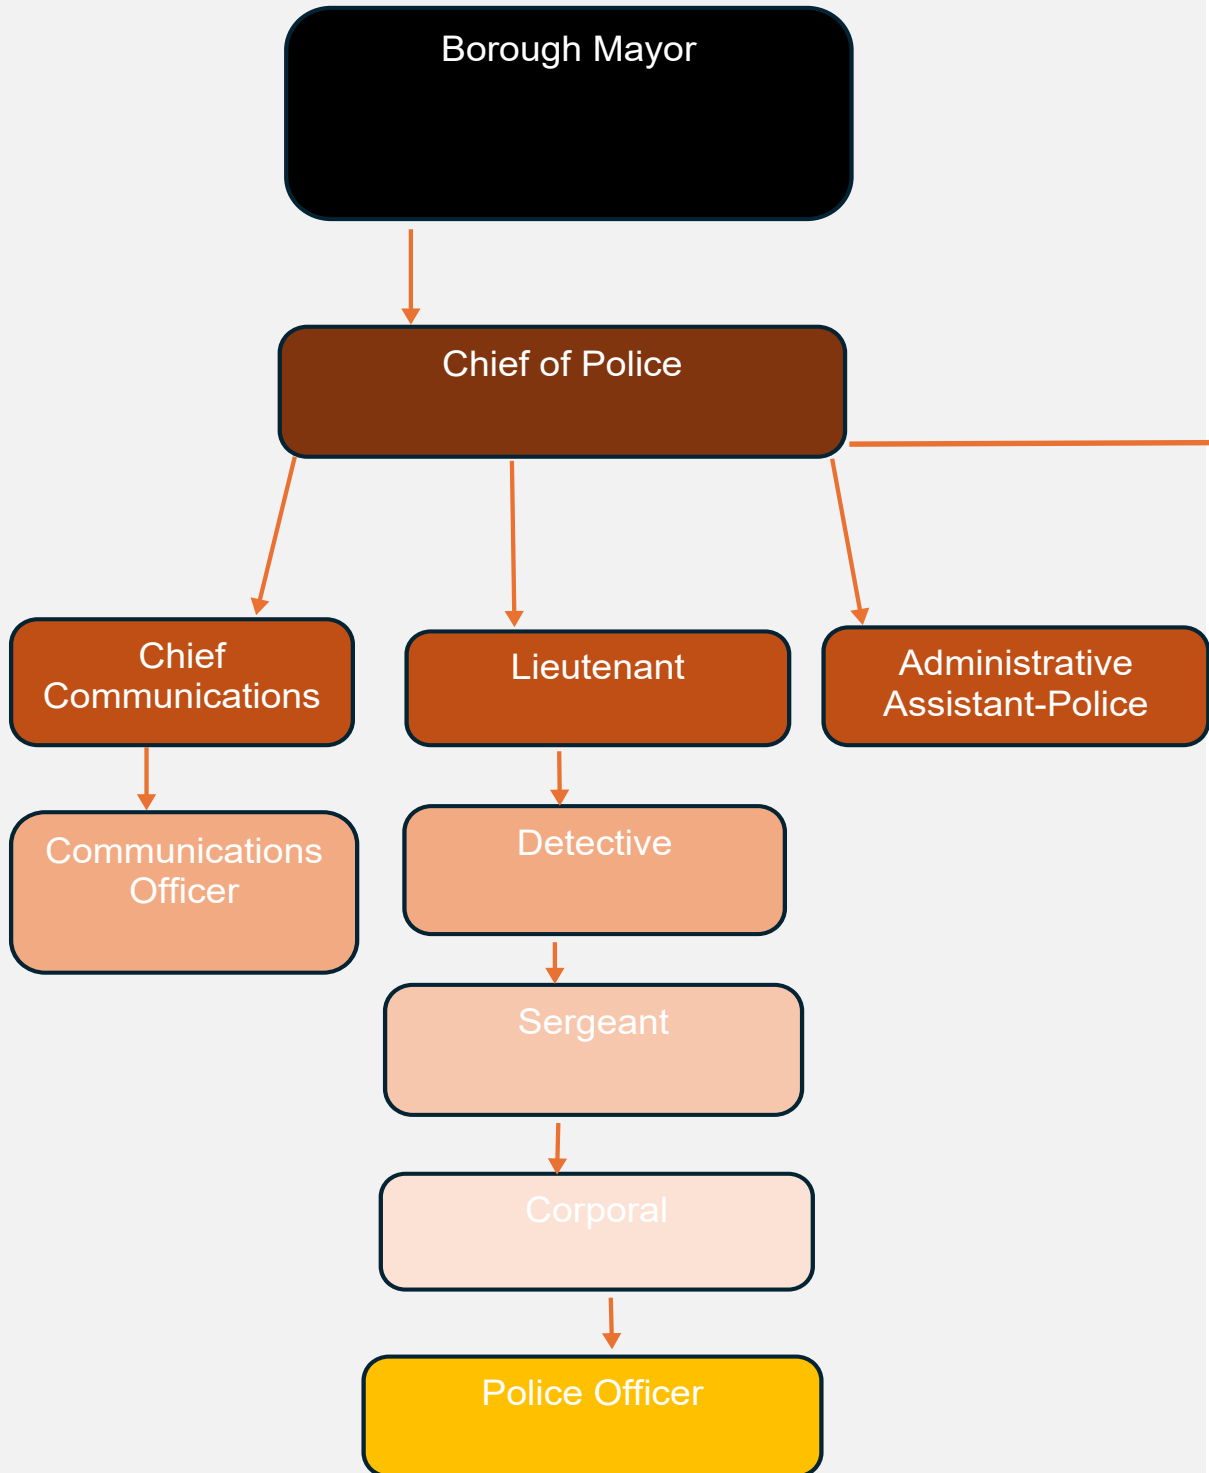 Borough Mayor
Chief of Police
Chief
Communications
Lieutenant
Administrative
Assistant-Police
Communications
Officer
Detective
Sergeant
Corporal
Police Officer